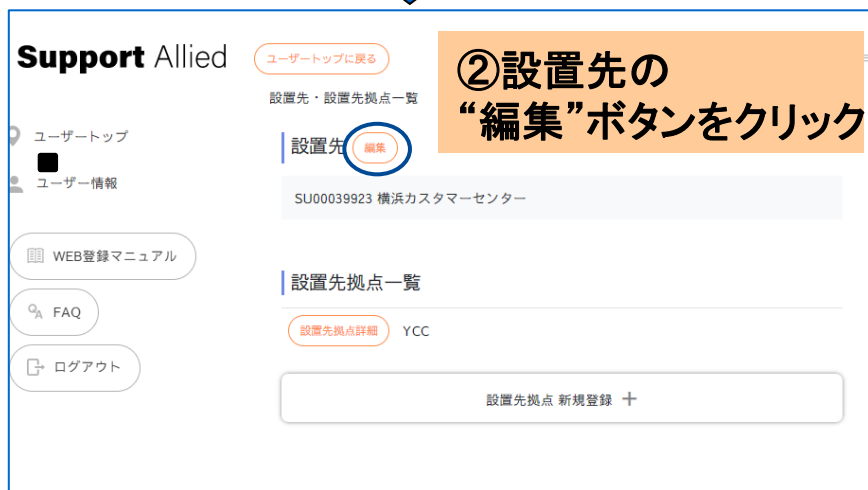 Support Allied
ユーザートップに戻る
②設置先の
“編集”ボタンをクリック
設置先・設置先拠点一覧
ユーザートップ
ユーザー情報
WEB登録マニュアル
FAQ
ログアウト
設置先 編集
SU00039923 横浜カスタマーセンター
設置先拠点一覧
設置先拠点詳細 YCC
設置先拠点 新規登録 +